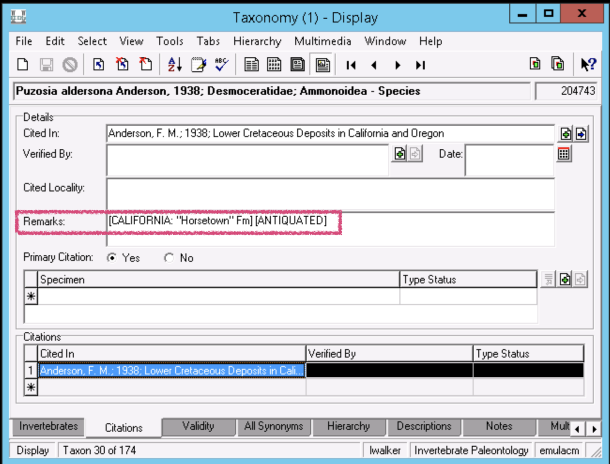 Taxonomy (1) - Display
File Edit Select View Tools Tabs Hierarchy Multimedia Window Help
Puzosia aldersona Anderson, 1938; Desmoceratidae; Ammonoidea - Species 204743
Details
Cited In: Anderson, F. M.; 1938; Lower Cretaceous Deposits in California and Oregon
Verified By: Date:
Cited Locality:
Remarks: [CALIFORNIA: "Horsetown" Fm] [ANTIQUATED]
Primary Citation: Yes No
Specimen Type Status
Citations
Cited In Verified By Type Status
1 Anderson, F. M.; 1938; Lower Cretaceous Deposits in Cali...
Invertebrates Citations Validity All Synonyms Hierarchy Descriptions Notes Mult
Display Taxon 30 of 174 lwalker Invertebrate Paleontology emulacm